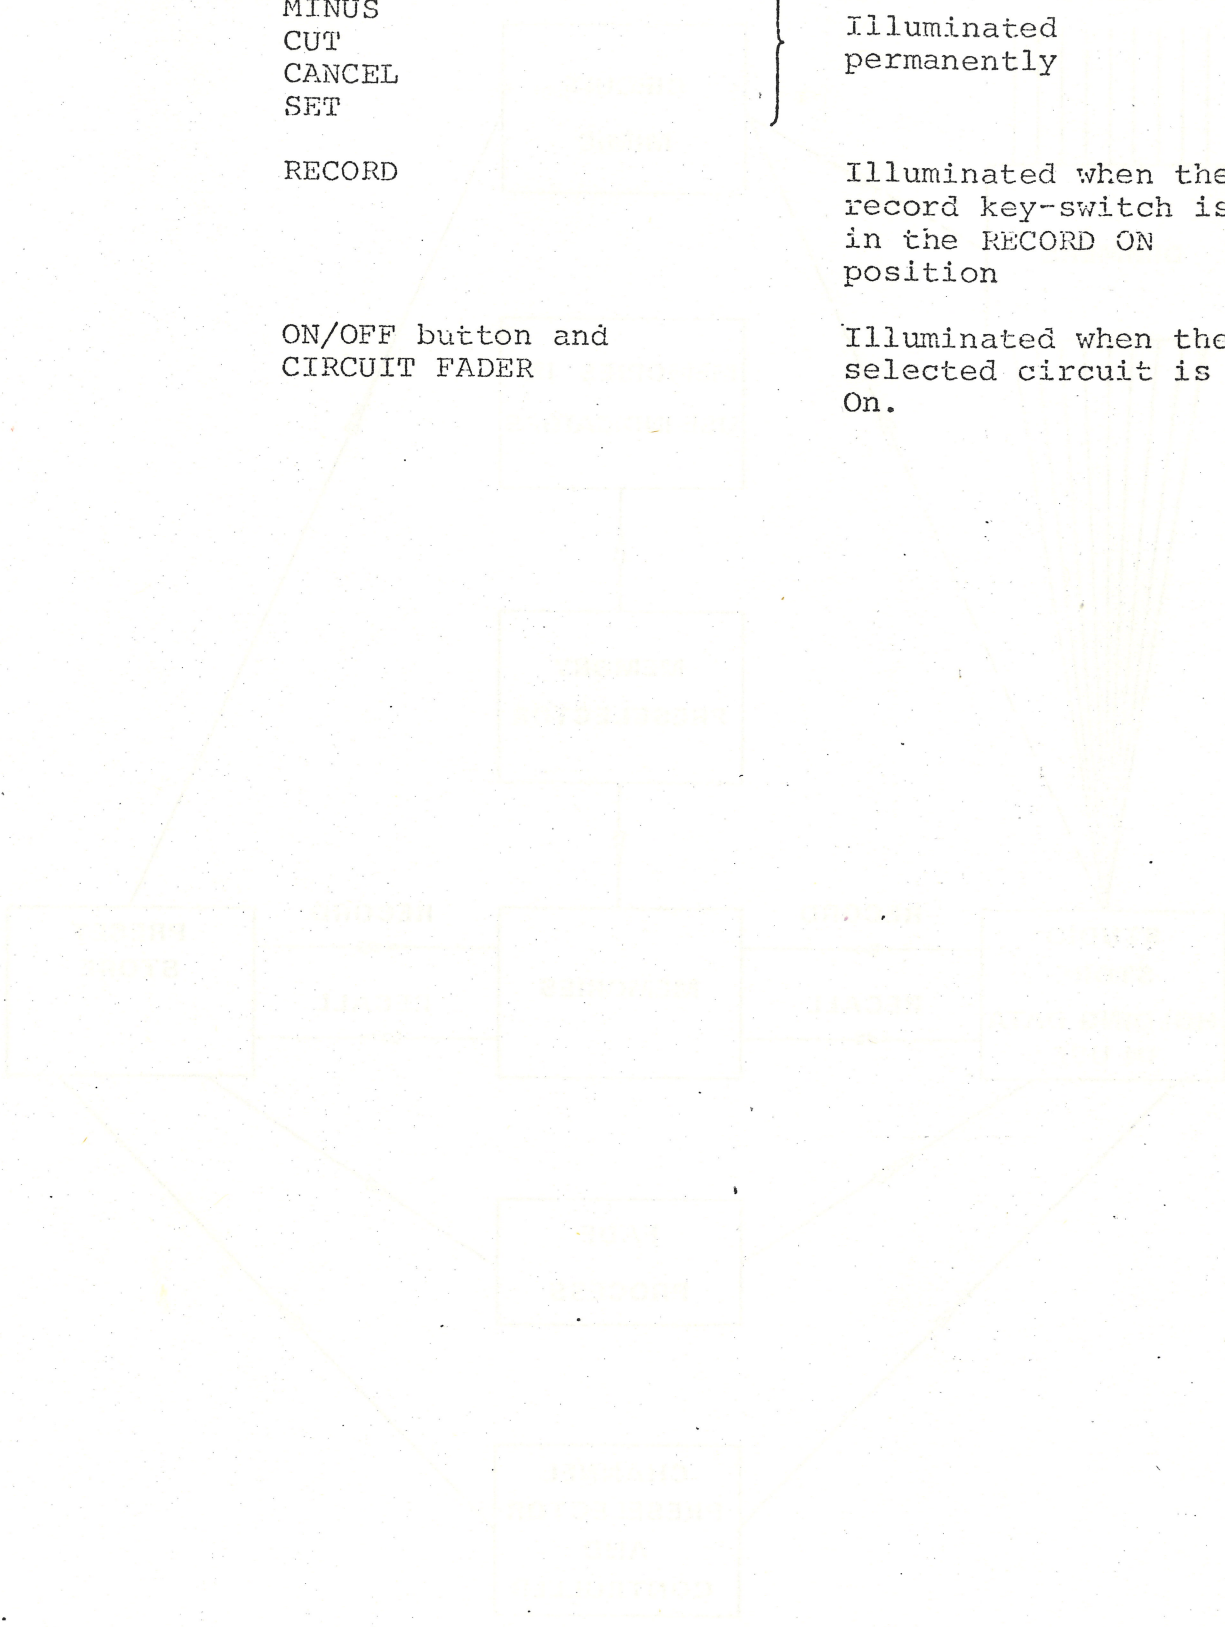 MINUS
CUT
CANCEL
SET
Illuminated
permanently
RECORD
Illuminated when the
record key-switch is
in the RECORD ON
position
ON/OFF button and
CIRCUIT FADER
Illuminated when the
selected circuit is
On.